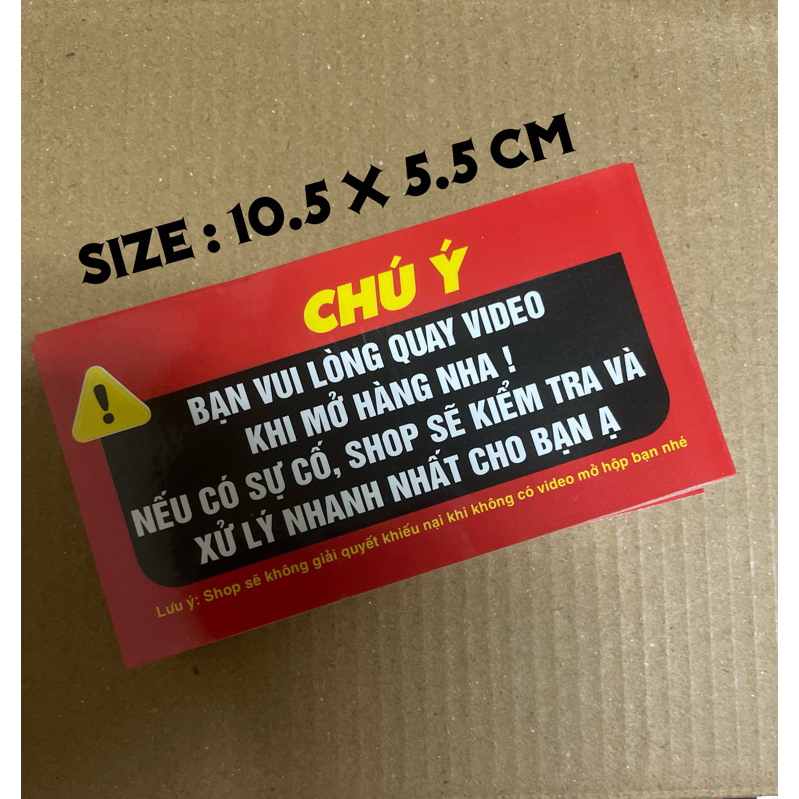 SIZE : 10.5 X 5.5 CM
CHÚ Ý
BẠN VUI LÒNG QUAY VIDEO
KHI MỞ HÀNG NHA !
NẾU CÓ SỰ CỐ, SHOP SẼ KIỂM TRA VÀ
XỬ LÝ NHANH NHẤT CHO BẠN Ạ
Lưu ý: Shop sẽ không giải quyết khiếu nại khi không có video mở hộp bạn nhé